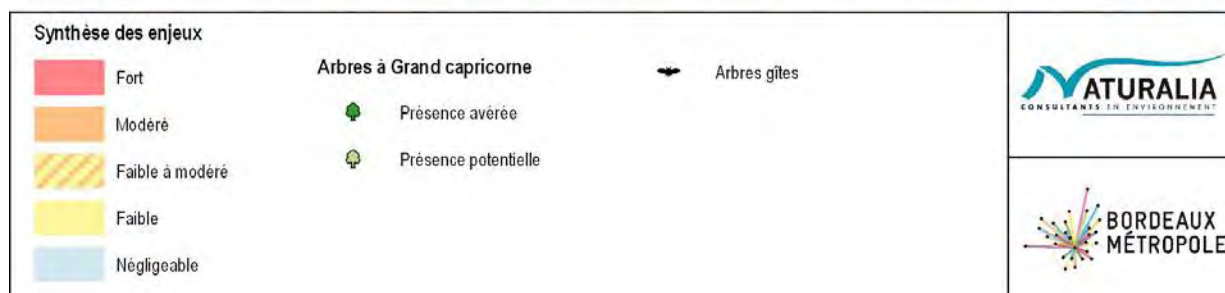 Synthèse des enjeux
Fort
Modéré
Faible à modéré
Faible
Négligeable
Arbres à Grand capricorne
Présence avérée
Présence potentielle
Arbres gîtes
NATURALIA
CONSULTANTS EN ENVIRONNEMENT
BORDEAUX
MÉTROPOLE